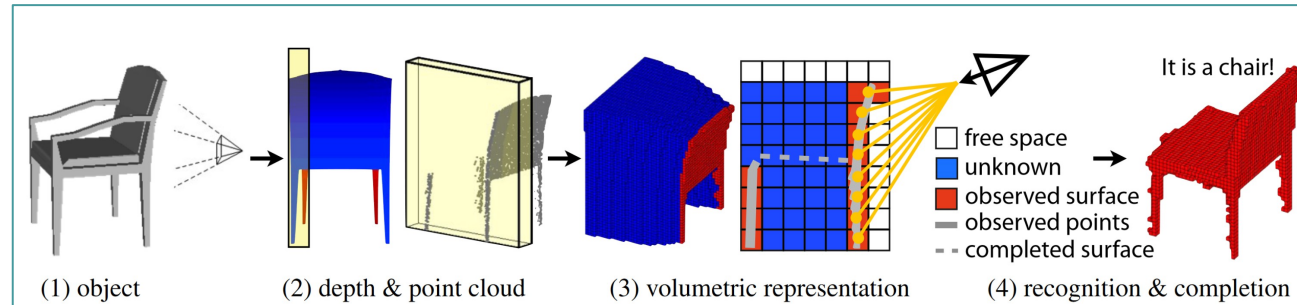 It is a chair!
free space
unknown
observed surface
observed points
completed surface
(1) object
(2) depth & point cloud
(3) volumetric representation
(4) recognition & completion